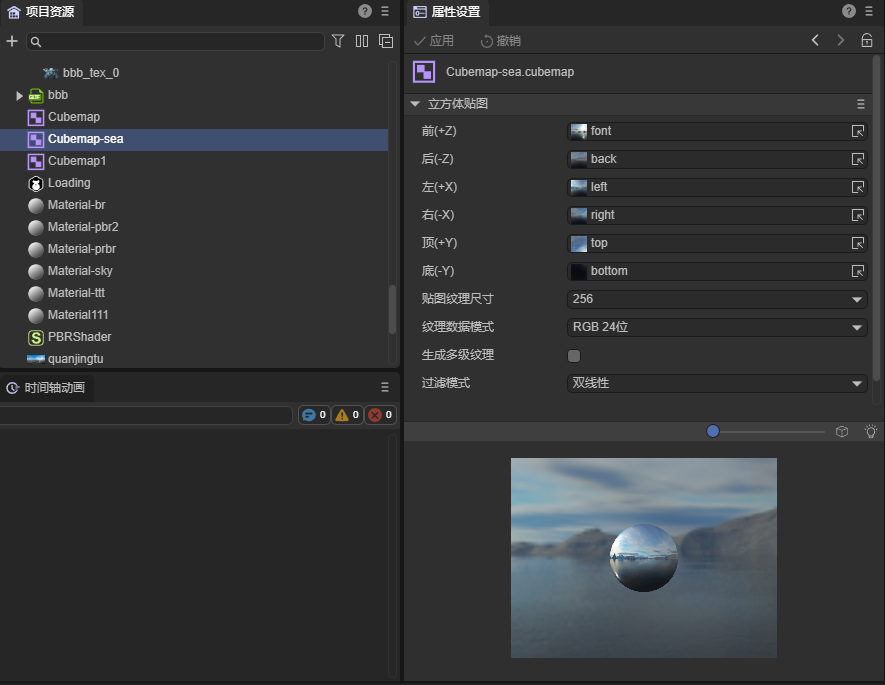 项目资源
bbb_tex_0
bbb
Cubemap
Cubemap-sea
Cubemap1
Loading
Material-br
Material-pbr2
Material-prbr
Material-sky
Material-ttt
Material111
PBRShader
quanjingtu
时间轴动画
0 0 0
属性设置
应用 撤销
Cubemap-sea.cubemap
立方体贴图
前(+Z) font
后(-Z) back
左(+X) left
右(-X) right
顶(+Y) top
底(-Y) bottom
贴图纹理尺寸 256
纹理数据模式 RGB 24位
生成多级纹理
过滤模式 双线性